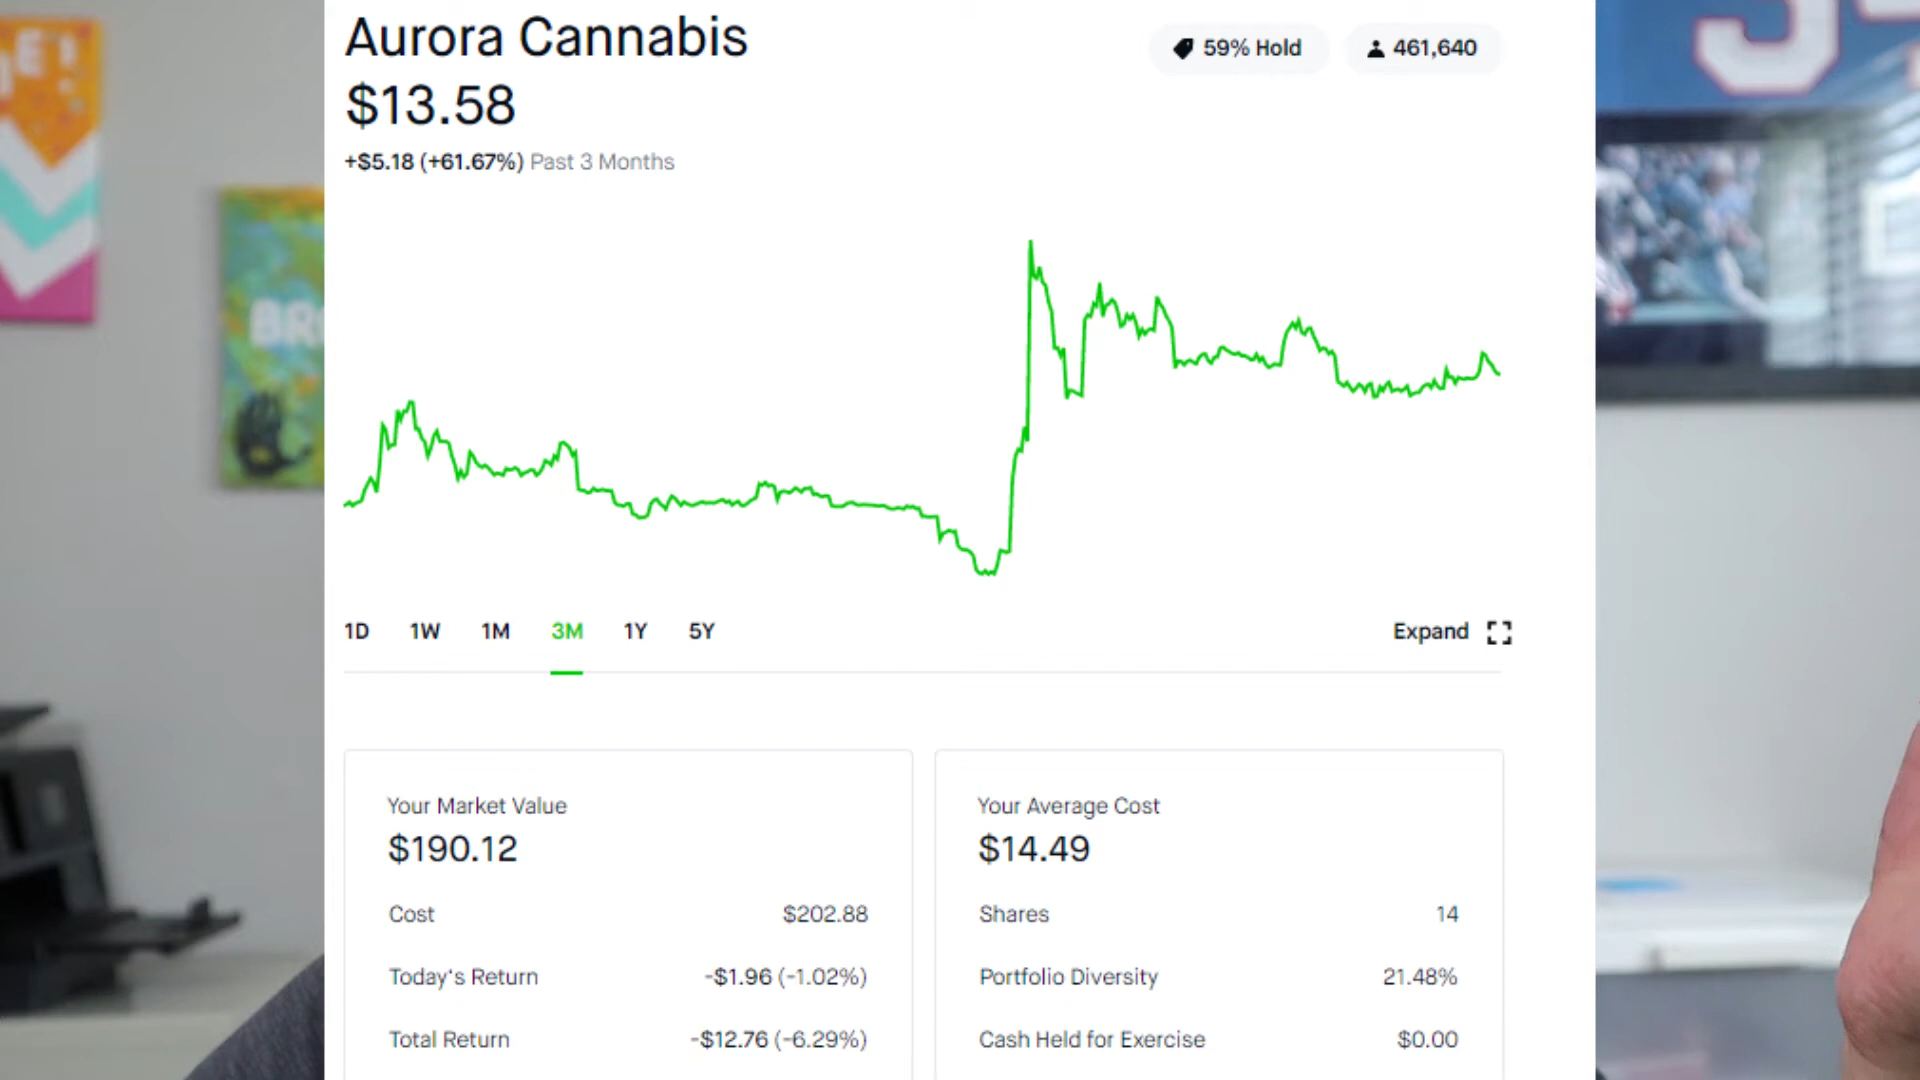 Aurora Cannabis
59% Hold
461,640
$13.58
+$5.18 (+61.67%) Past 3 Months
1D 1W 1M 3M 1Y 5Y
Expand
Your Market Value
$190.12
Cost $202.88
Today's Return -$1.96 (-1.02%)
Total Return -$12.76 (-6.29%)
Your Average Cost
$14.49
Shares 14
Portfolio Diversity 21.48%
Cash Held for Exercise $0.00